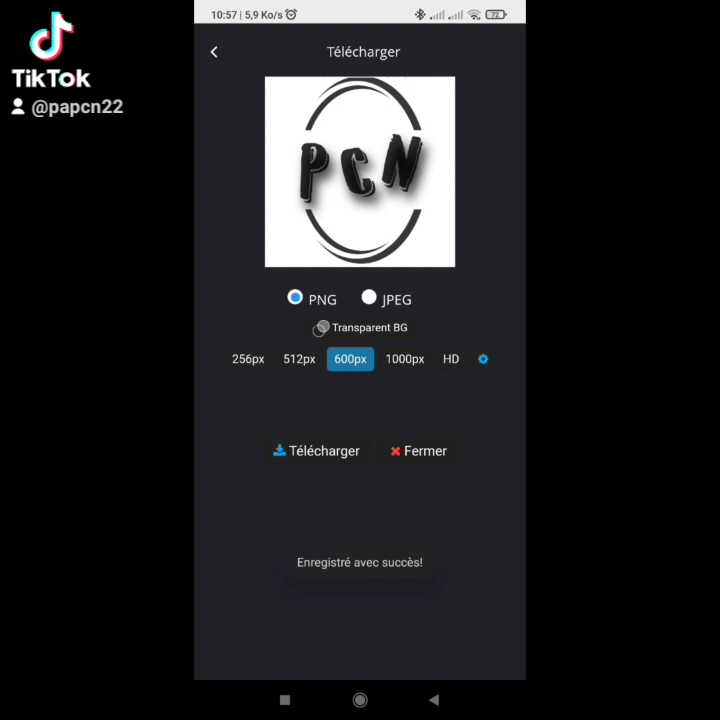 TikTok
@papcn22
10:57 | 5,9 Ko/s
72
Télécharger
PCN
PNG JPEG
Transparent BG
256px 512px 600px 1000px HD
Télécharger Fermer
Enregistré avec succès!